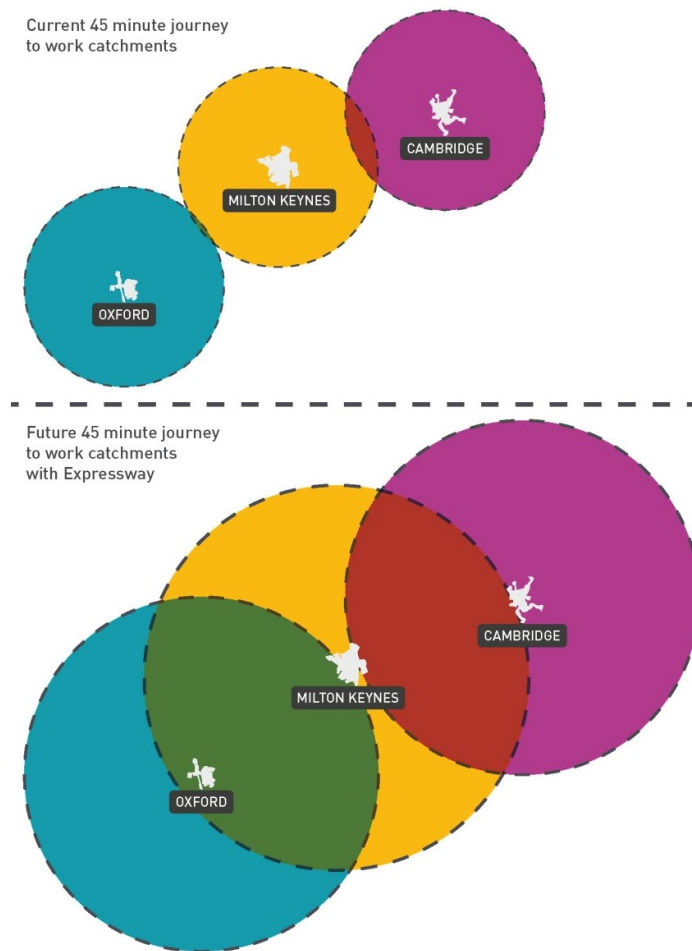 Current 45 minute journey
to work catchments
CAMBRIDGE
MILTON KEYNES
OXFORD
Future 45 minute journey
to work catchments
with Expressway
CAMBRIDGE
MILTON KEYNES
OXFORD